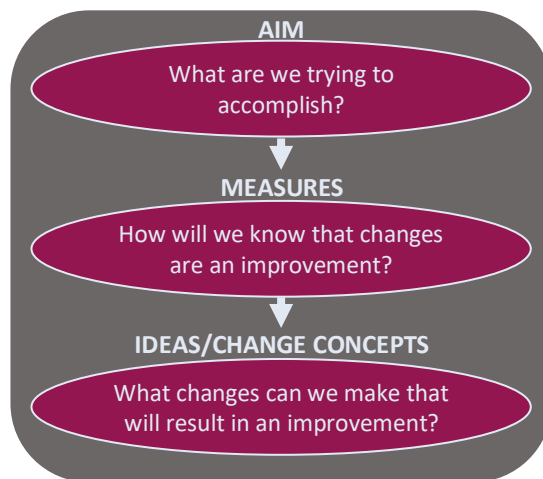 AIM
What are we trying to
accomplish?
MEASURES
How will we know that changes
are an improvement?
IDEAS/CHANGE CONCEPTS
What changes can we make that
will result in an improvement?